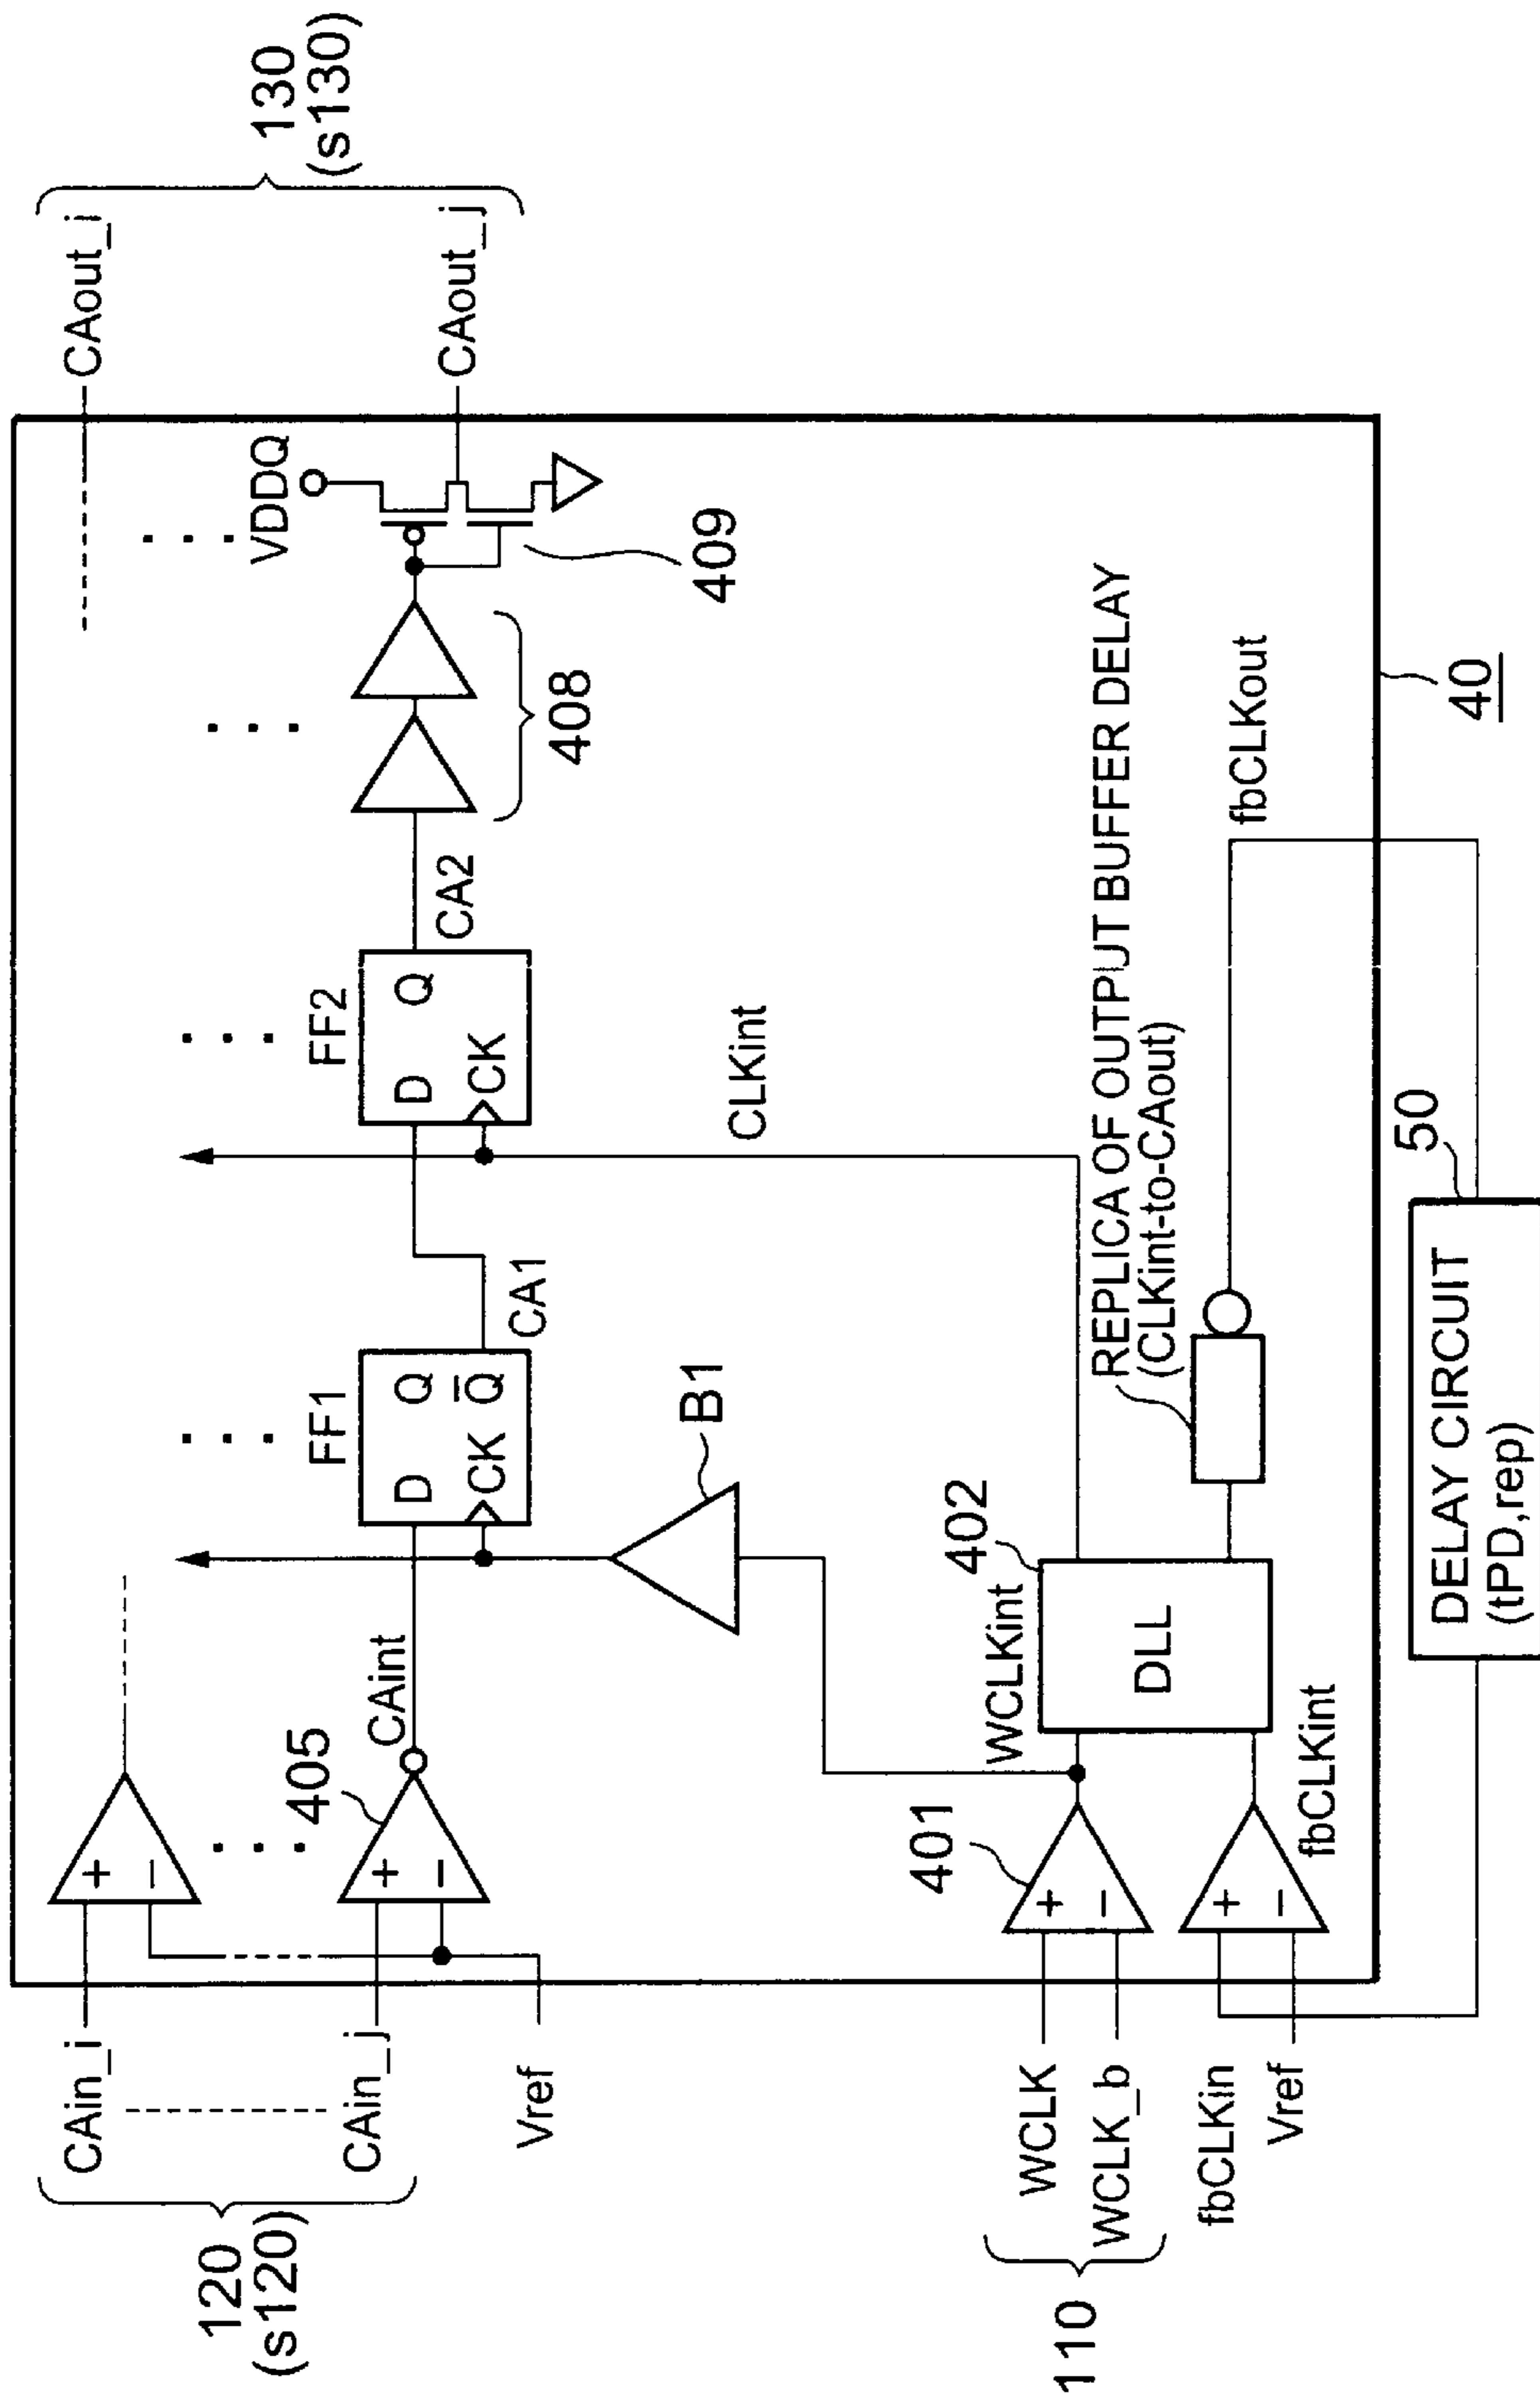 120
(s120)
CAin_i
CAin_j
Vref
405
CAint
FF1
D
Q
CK
Q̅
CA1
B1
FF2
D
Q
CK
CA2
CLKint
408
VDDQ
409
CAout_i
CAout_j
130
(s130)
110
WCLK
WCLK_b
fbCLKin
Vref
401
+
–
+
–
+
–
+
–
WCLKint
fbCLKint
402
DLL
REPLICA OF OUTPUT BUFFER DELAY
(CLKint-to-CAout)
fbCLKout
40
50
DELAY CIRCUIT
(tPD,rep)